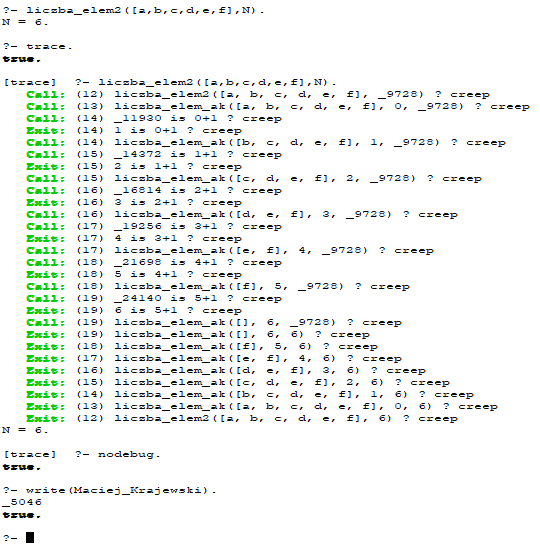 ?- liczba_elem2([a,b,c,d,e,f],N).
N = 6.
?- trace.
true.
[trace]  ?- liczba_elem2([a,b,c,d,e,f],N).
Call: (12) liczba_elem2([a, b, c, d, e, f], _9728) ? creep
Call: (13) liczba_elem_ak([a, b, c, d, e, f], 0, _9728) ? creep
Call: (14) _11930 is 0+1 ? creep
Exit: (14) 1 is 0+1 ? creep
Call: (14) liczba_elem_ak([b, c, d, e, f], 1, _9728) ? creep
Call: (15) _14372 is 1+1 ? creep
Exit: (15) 2 is 1+1 ? creep
Call: (15) liczba_elem_ak([c, d, e, f], 2, _9728) ? creep
Call: (16) _16814 is 2+1 ? creep
Exit: (16) 3 is 2+1 ? creep
Call: (16) liczba_elem_ak([d, e, f], 3, _9728) ? creep
Call: (17) _19256 is 3+1 ? creep
Exit: (17) 4 is 3+1 ? creep
Call: (17) liczba_elem_ak([e, f], 4, _9728) ? creep
Call: (18) _21698 is 4+1 ? creep
Exit: (18) 5 is 4+1 ? creep
Call: (18) liczba_elem_ak([f], 5, _9728) ? creep
Call: (19) _24140 is 5+1 ? creep
Exit: (19) 6 is 5+1 ? creep
Call: (19) liczba_elem_ak([], 6, _9728) ? creep
Exit: (19) liczba_elem_ak([], 6, 6) ? creep
Exit: (18) liczba_elem_ak([f], 5, 6) ? creep
Exit: (17) liczba_elem_ak([e, f], 4, 6) ? creep
Exit: (16) liczba_elem_ak([d, e, f], 3, 6) ? creep
Exit: (15) liczba_elem_ak([c, d, e, f], 2, 6) ? creep
Exit: (14) liczba_elem_ak([b, c, d, e, f], 1, 6) ? creep
Exit: (13) liczba_elem_ak([a, b, c, d, e, f], 0, 6) ? creep
Exit: (12) liczba_elem2([a, b, c, d, e, f], 6) ? creep
N = 6.
[trace]  ?- nodebug.
true.
?- write(Maciej_Krajewski).
_5046
true.
?-